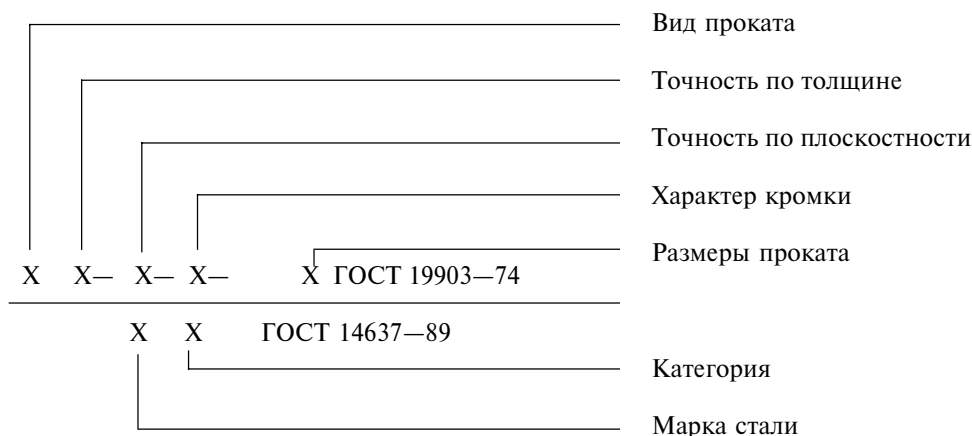 Вид проката
Точность по толщине
Точность по плоскостности
Характер кромки
Размеры проката
Х Х— Х— Х— Х ГОСТ 19903—74
Х Х ГОСТ 14637—89
Категория
Марка стали